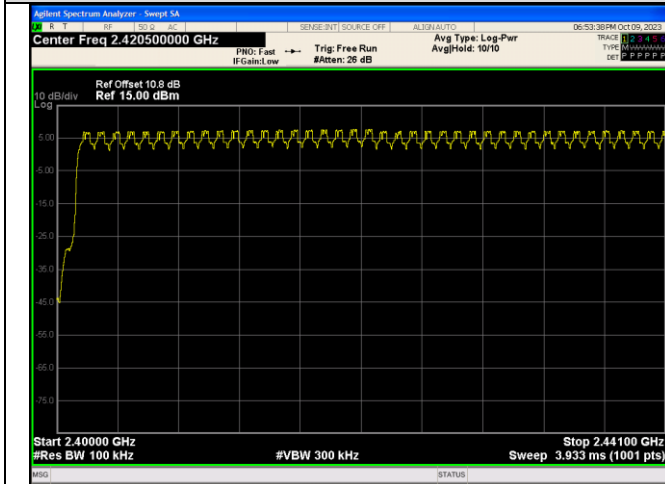 Agilent Spectrum Analyzer - Swept SA
R T RF 50 Ω AC SENSE:INT SOURCE OFF ALIGN AUTO 06:53:38PM Oct 09, 2023
Center Freq 2.420500000 GHz
PNO: Fast
IFGain:Low
Trig: Free Run
#Atten: 26 dB
Avg Type: Log-Pwr
Avg|Hold: 10/10
TRACE 1 2 3 4 5 6
TYPE M
DET P P P P P P
10 dB/div
Log
Ref Offset 10.8 dB
Ref 15.00 dBm
5.00
-5.00
-15.0
-25.0
-35.0
-45.0
-55.0
-65.0
-75.0
Start 2.40000 GHz
Stop 2.44100 GHz
#Res BW 100 kHz
#VBW 300 kHz
Sweep 3.933 ms (1001 pts)
MSG
STATUS